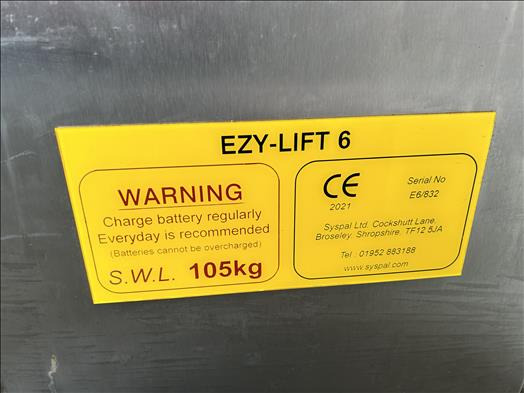 EZY-LIFT 6
WARNING
Charge battery regularly
Everyday is recommended
(Batteries cannot be overcharged)
S.W.L. 105kg
CE
2021
Serial No
E6/832
Syspal Ltd. Cockshutt Lane,
Broseley, Shropshire, TF12 5JA
Tel : 01952 883188
www.syspal.com